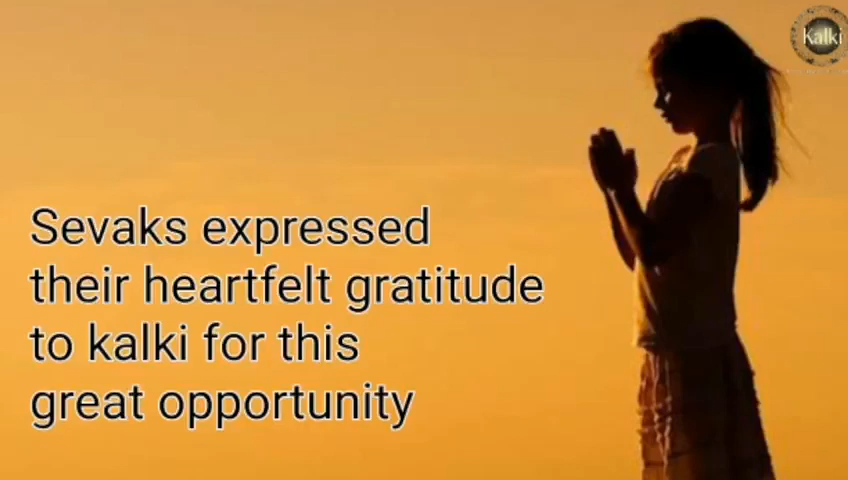 Kalki
Sevaks expressed
their heartfelt gratitude
to kalki for this
great opportunity